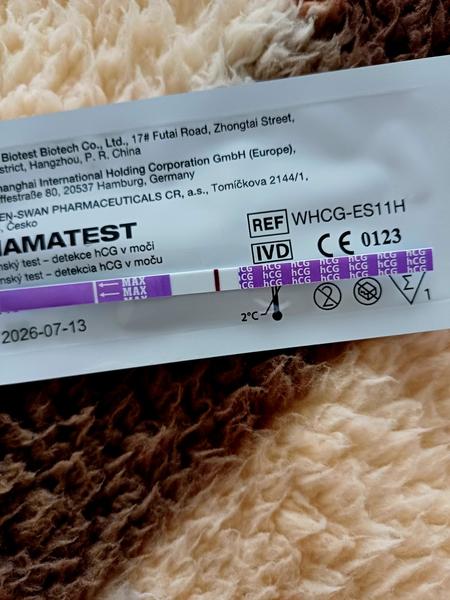 Biotest Biotech Co., Ltd., 17# Futai Road, Zhongtai Street,
strict, Hangzhou, P. R. China
hanghai International Holding Corporation GmbH (Europe),
ffestraße 80, 20537 Hamburg, Germany
EN-SWAN PHARMACEUTICALS CR, a.s., Tomíčkova 2144/1,
, Česko
AMATEST
nský test – detekce hCG v moči
nský test – detekcia hCG v moču
REF WHCG-ES11H
IVD CE 0123
MAX
MAX
hCG hCG hCG hCG hCG hCG
hCG hCG hCG hCG hCG hCG
2°C
Σ 1
2026-07-13